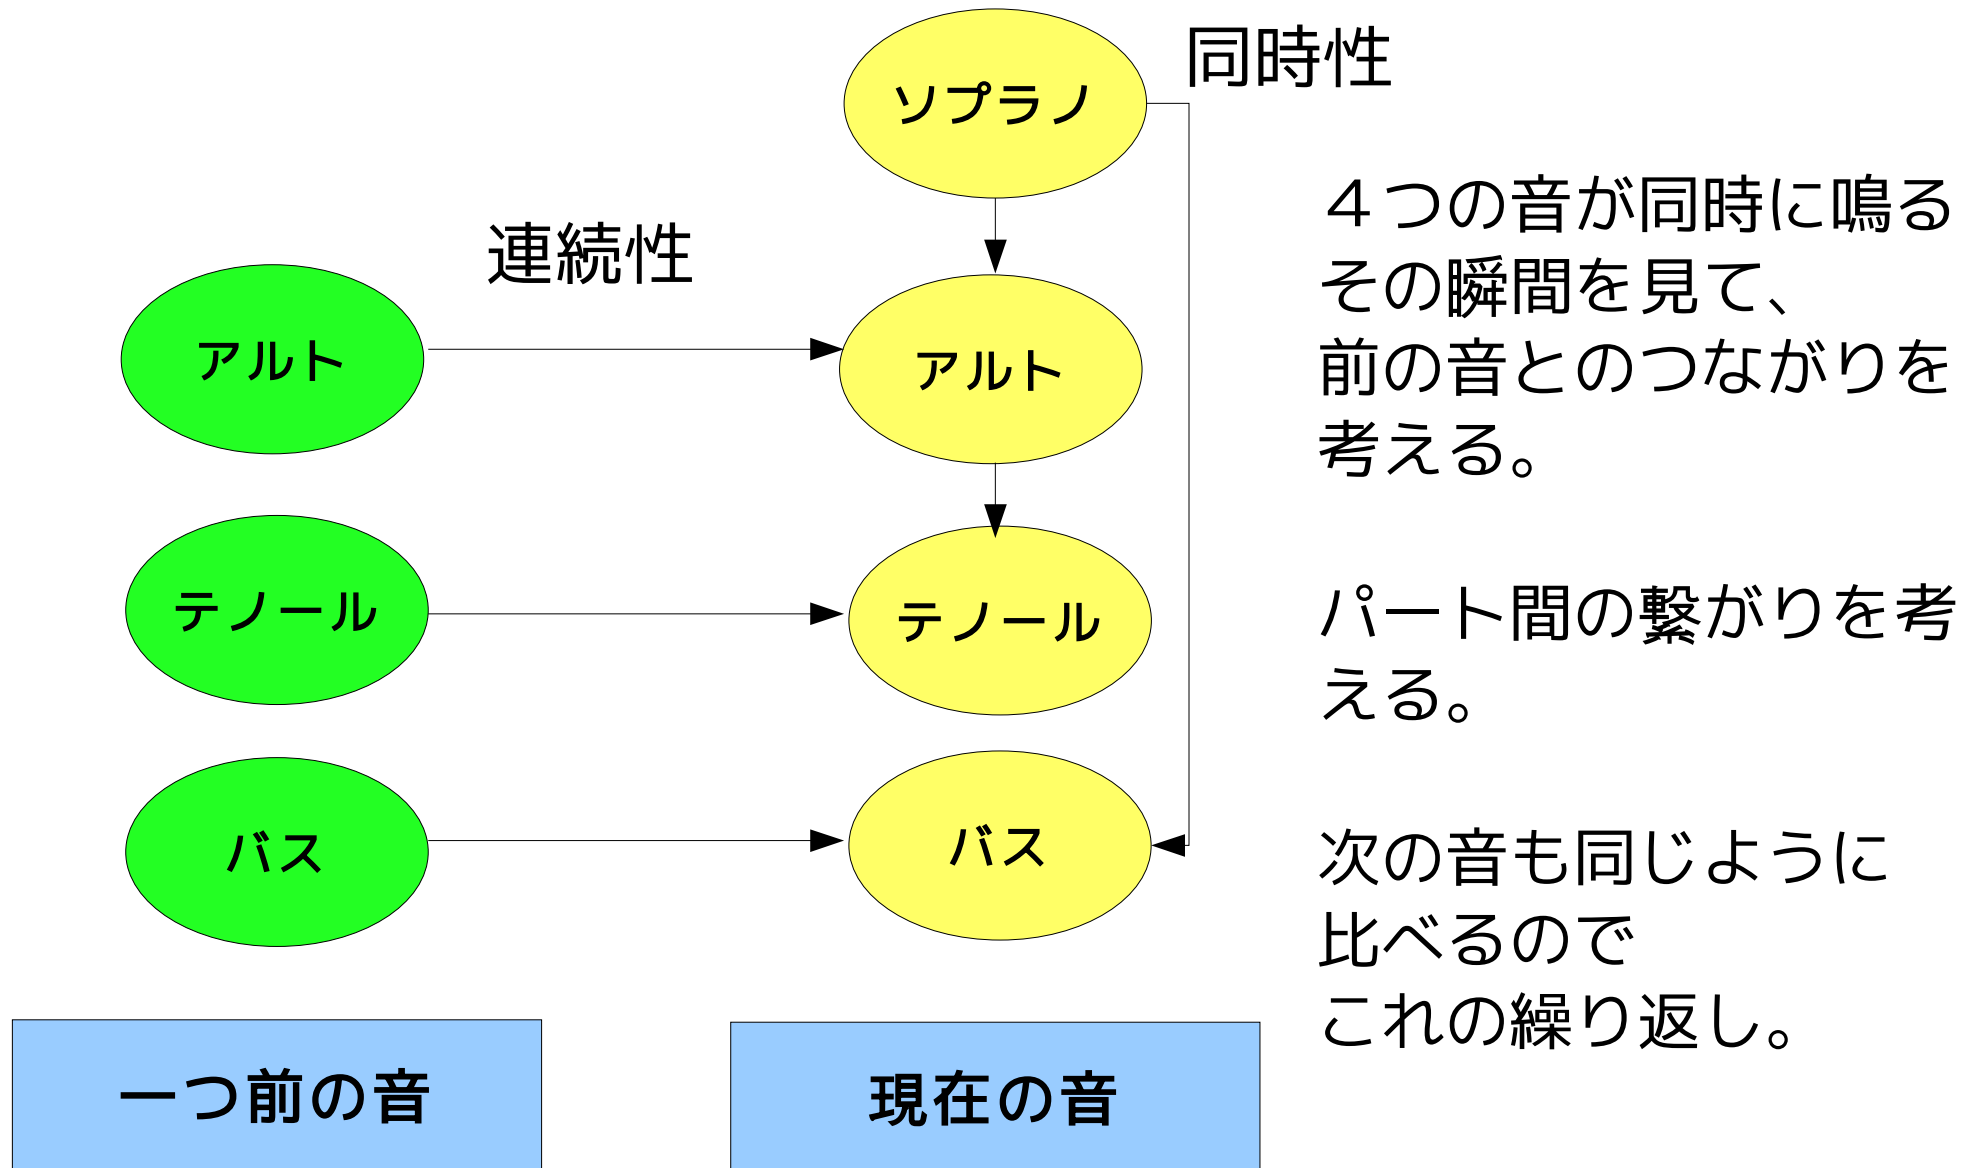 ソプラノ
同時性
連続性
アルト
アルト
テノール
テノール
バス
バス
一つ前の音
現在の音
４つの音が同時に鳴る
その瞬間を見て、
前の音とのつながりを
考える。
パート間の繋がりを考
える。
次の音も同じように
比べるので
これの繰り返し。